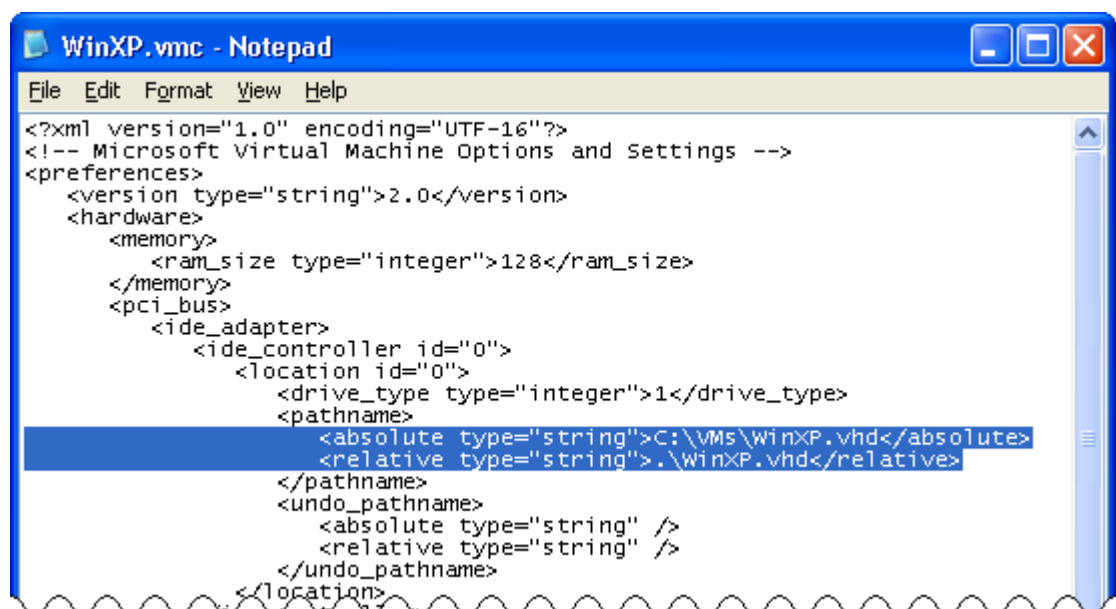 WinXP.vmc - Notepad
File Edit Format View Help
<?xml version="1.0" encoding="UTF-16"?>
<!-- Microsoft Virtual Machine Options and Settings -->
<preferences>
<version type="string">2.0</version>
<hardware>
<memory>
<ram_size type="integer">128</ram_size>
</memory>
<pci_bus>
<ide_adapter>
<ide_controller id="0">
<location id="0">
<drive_type type="integer">1</drive_type>
<pathname>
<absolute type="string">C:\VMs\WinXP.vhd</absolute>
<relative type="string">.\WinXP.vhd</relative>
</pathname>
<undo_pathname>
<absolute type="string" />
<relative type="string" />
</undo_pathname>
</location>